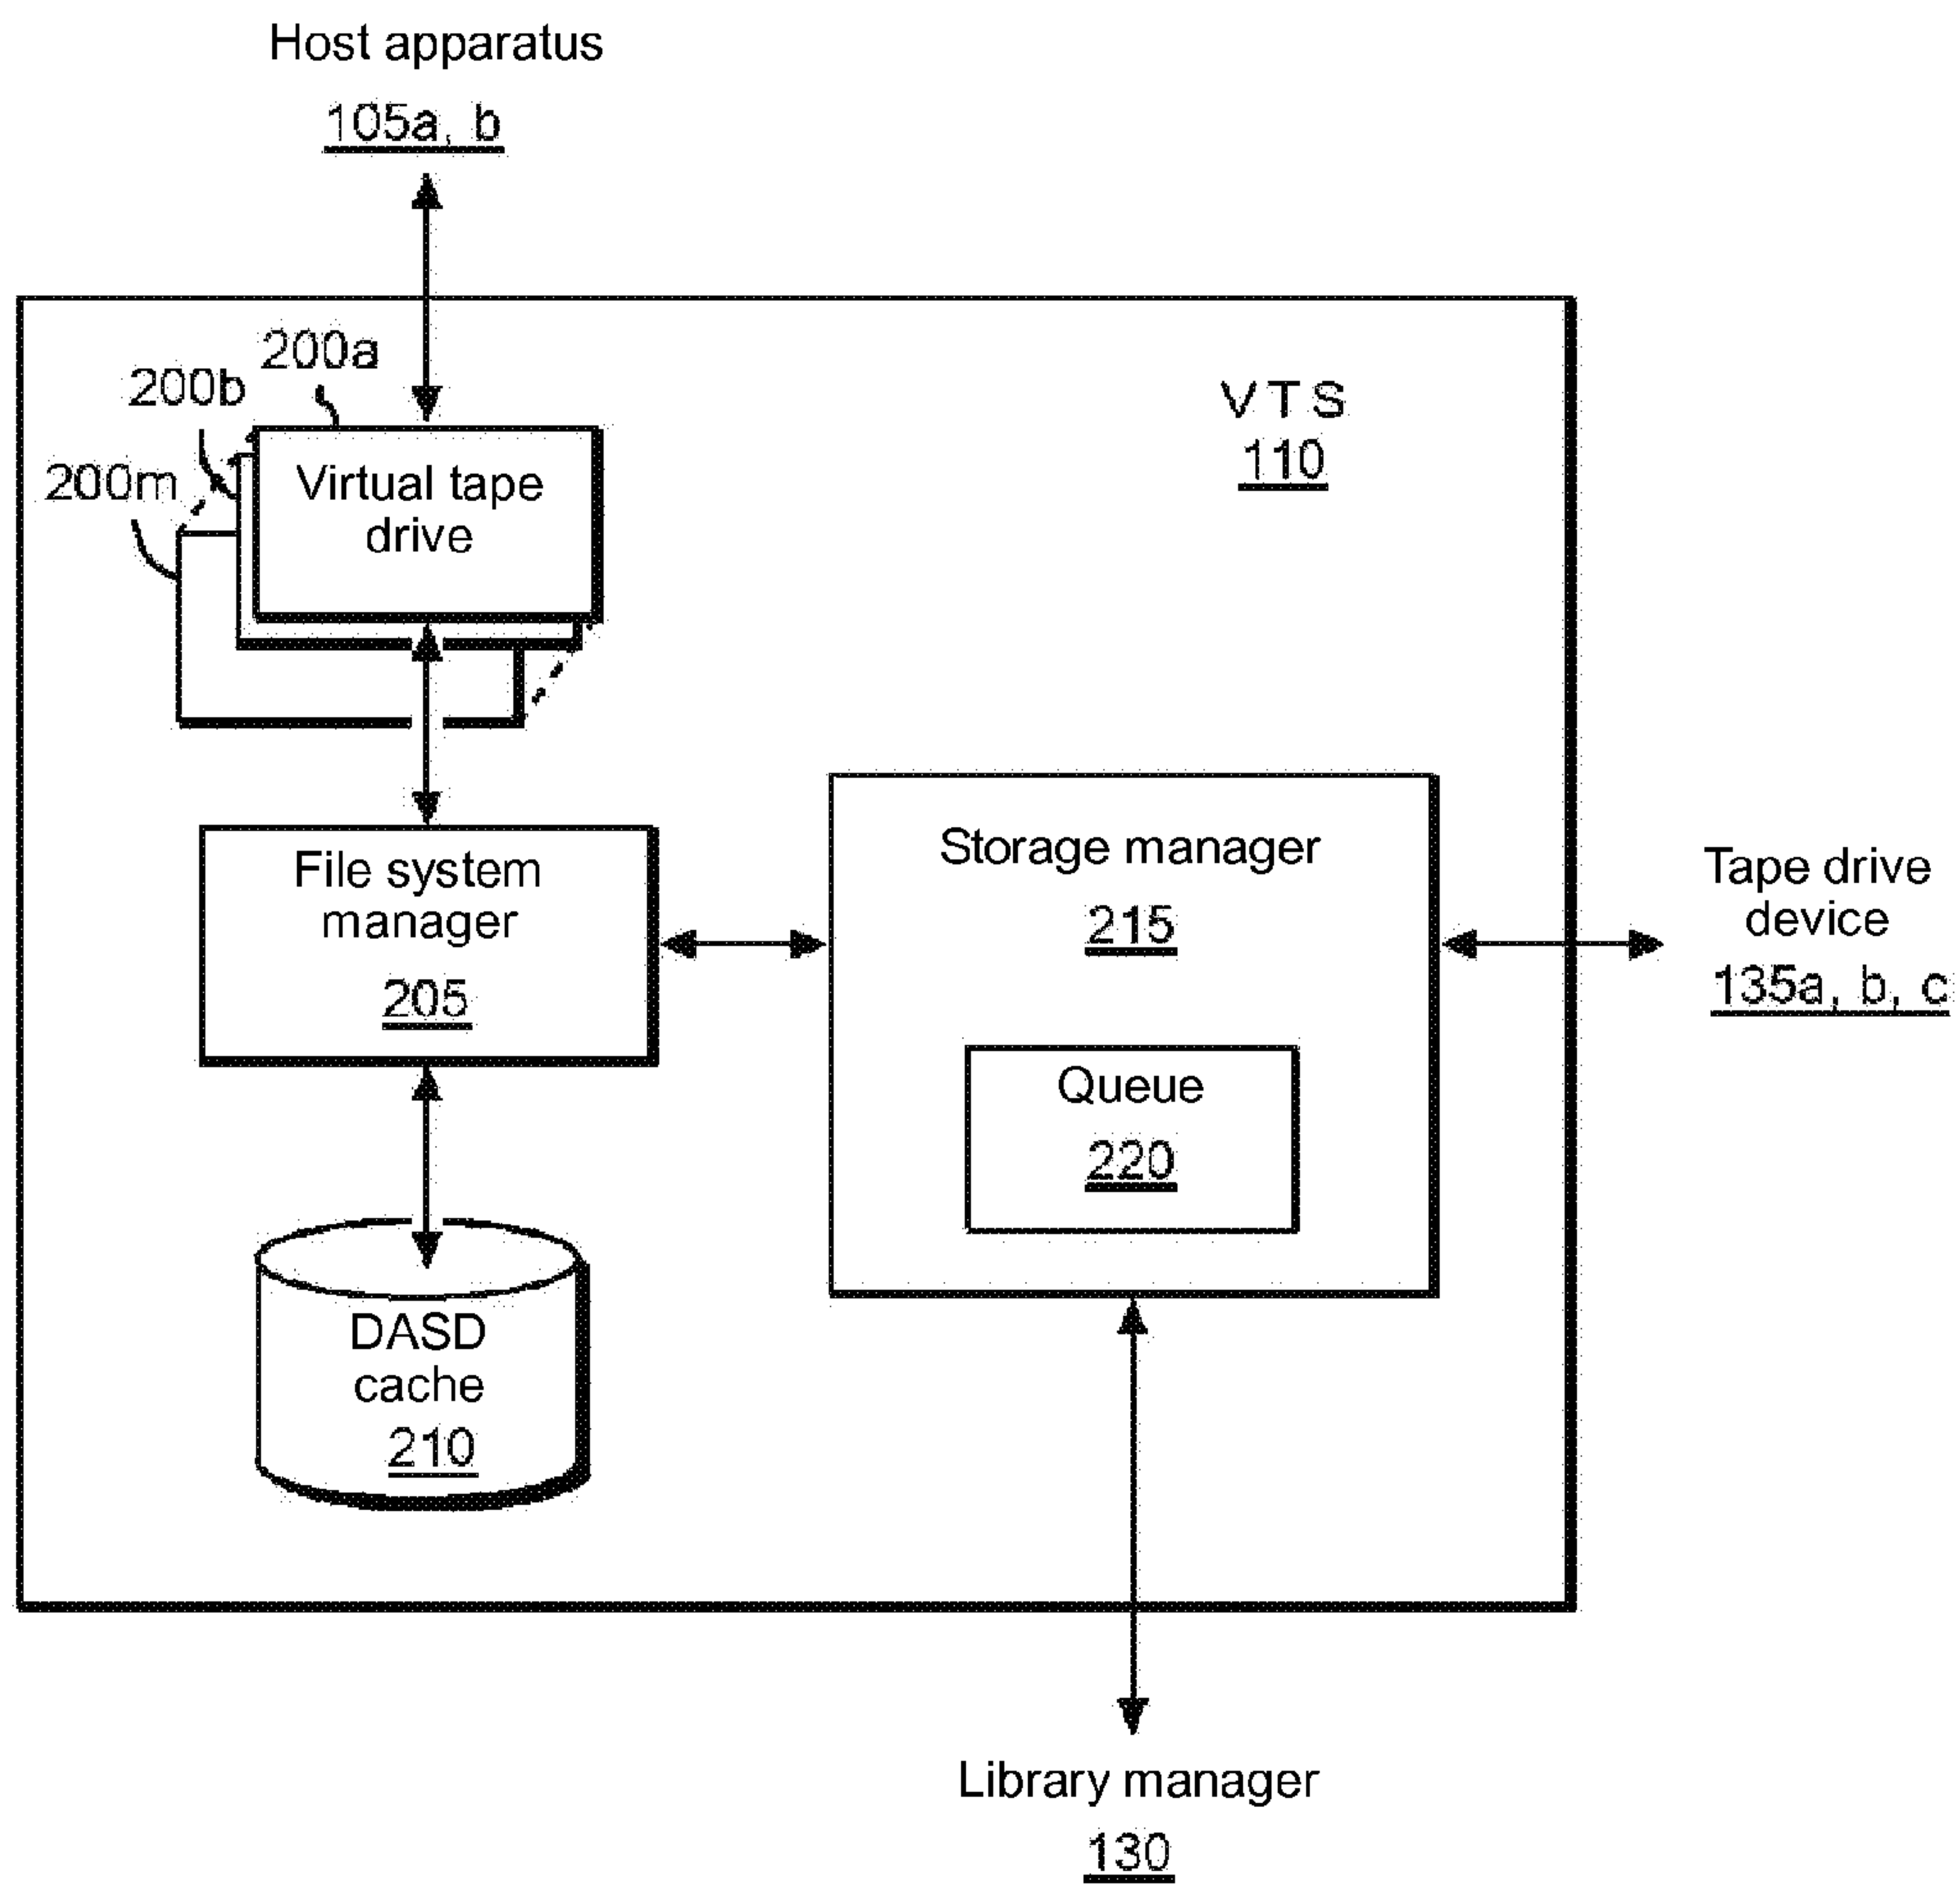 Host apparatus
105a, b
200a
200b
200m
VTS
110
Virtual tape
drive
File system
manager
205
Storage manager
215
Queue
220
Tape drive
device
135a, b, c
DASD
cache
210
Library manager
130